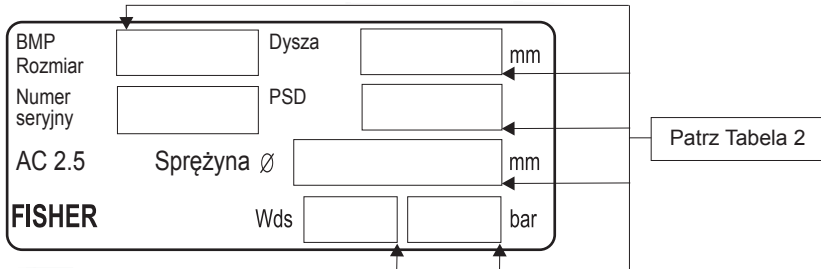 BMP Rozmiar
Dysza
mm
Numer seryjny
PSD
AC 2.5
Sprężyna Ø
mm
FISHER
Wds
bar
Patrz Tabela 2